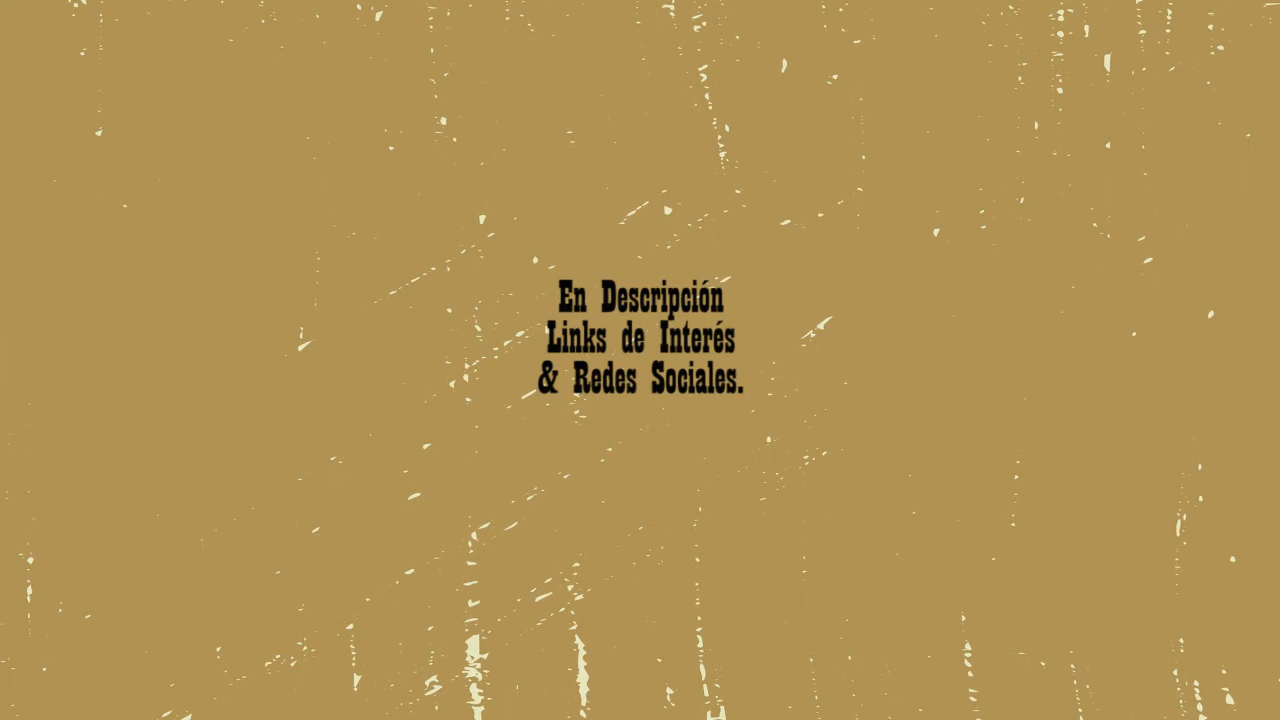 En Descripción
Links de Interés
& Redes Sociales.